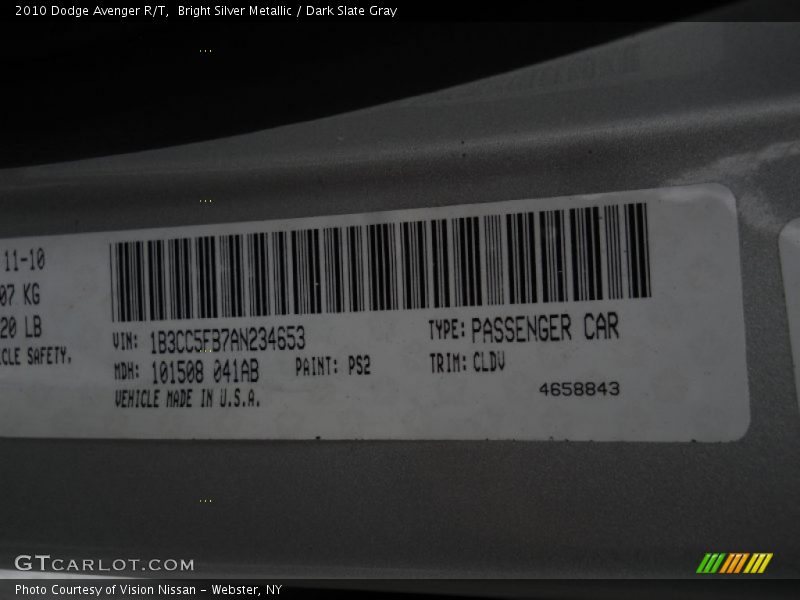 2010 Dodge Avenger R/T,  Bright Silver Metallic / Dark Slate Gray
11-10
07 KG
20 LB
CLE SAFETY.
VIN: 1B3CC5FB7AN234653
MDH: 101508 041AB
PAINT: PS2
VEHICLE MADE IN U.S.A.
TYPE: PASSENGER CAR
TRIM: CLDV
4658843
GTCARLOT.COM
Photo Courtesy of Vision Nissan - Webster, NY